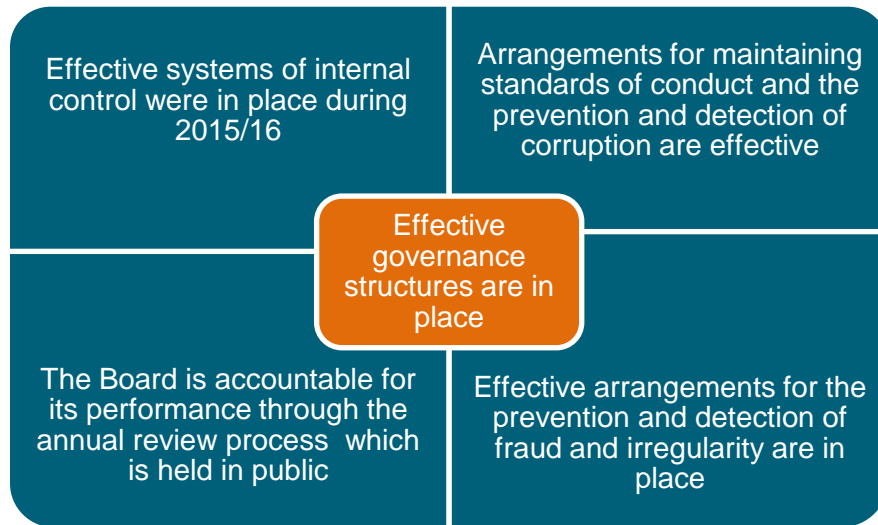 Effective systems of internal
control were in place during
2015/16
Arrangements for maintaining
standards of conduct and the
prevention and detection of
corruption are effective
Effective
governance
structures are in
place
The Board is accountable for
its performance through the
annual review process which
is held in public
Effective arrangements for the
prevention and detection of
fraud and irregularity are in
place